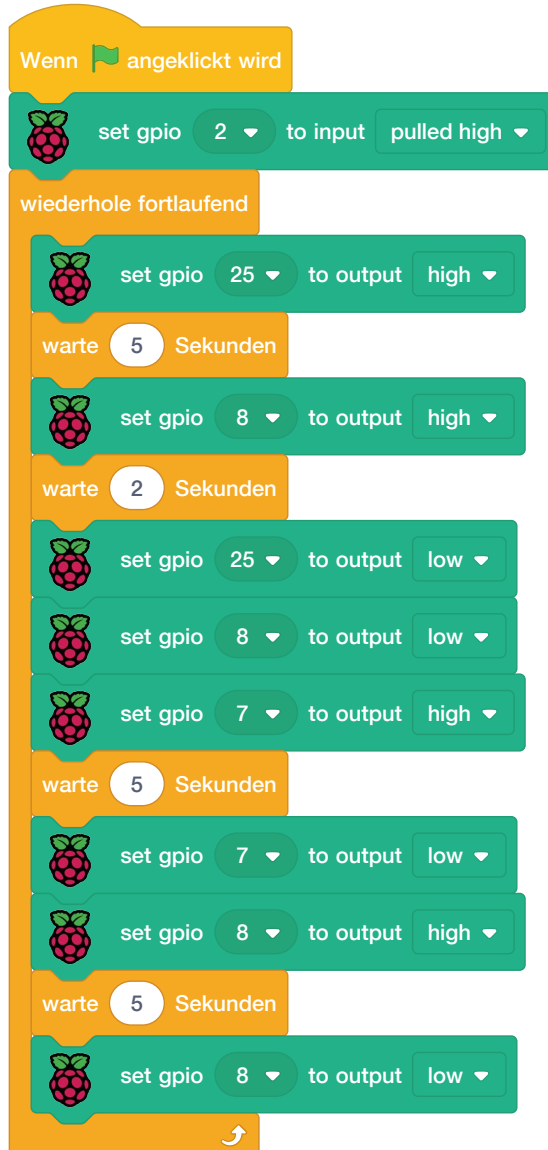 Wenn angeklickt wird
set gpio 2 to input pulled high
wiederhole fortlaufend
set gpio 25 to output high
warte 5 Sekunden
set gpio 8 to output high
warte 2 Sekunden
set gpio 25 to output low
set gpio 8 to output low
set gpio 7 to output high
warte 5 Sekunden
set gpio 7 to output low
set gpio 8 to output high
warte 5 Sekunden
set gpio 8 to output low